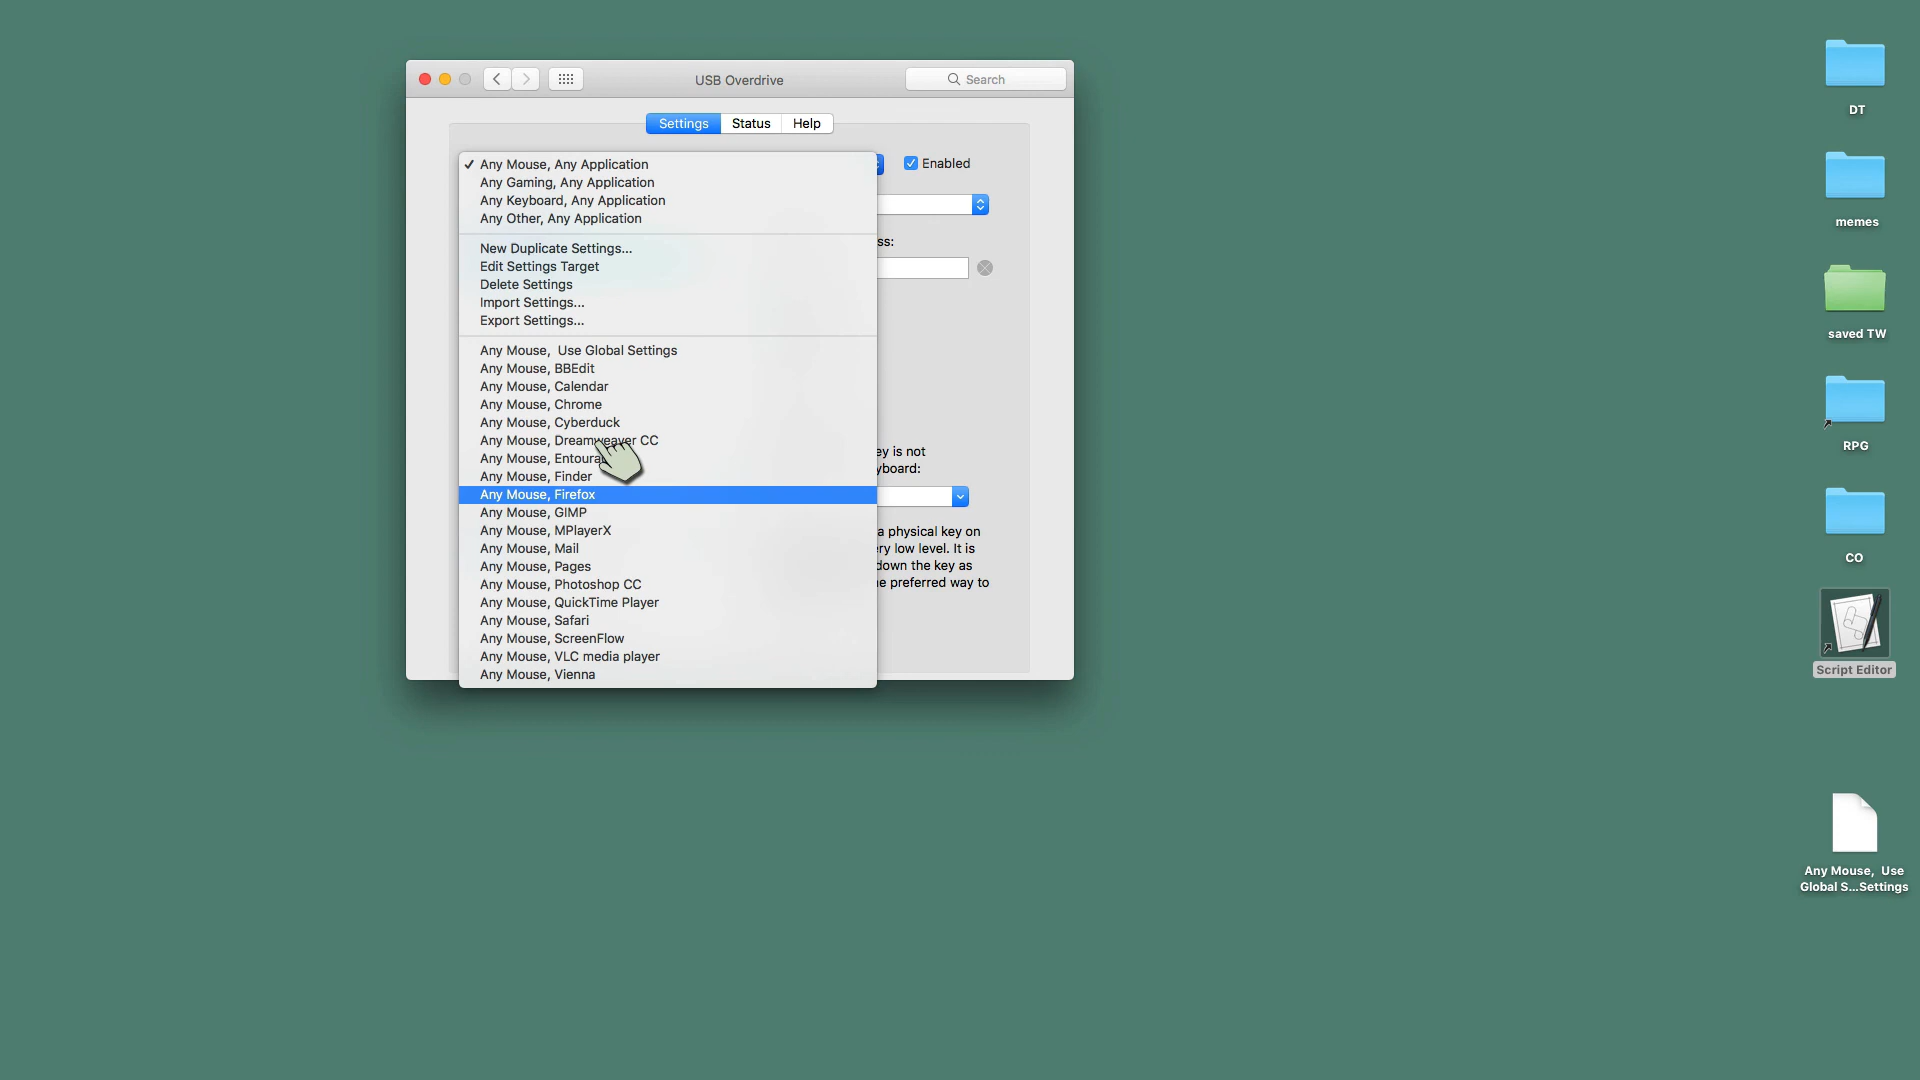 USB Overdrive
Search
Settings
Status
Help
✓ Any Mouse, Any Application
Enabled
Any Gaming, Any Application
Any Keyboard, Any Application
Any Other, Any Application
ss:
New Duplicate Settings...
Edit Settings Target
Delete Settings
Import Settings...
Export Settings...
Any Mouse,  Use Global Settings
Any Mouse, BBEdit
Any Mouse, Calendar
Any Mouse, Chrome
Any Mouse, Cyberduck
Any Mouse, Dreamweaver CC
Any Mouse,
Any Mouse, Finder
Any Mouse, Firefox
Any Mouse, GIMP
Any Mouse, MPlayerX
Any Mouse, Mail
Any Mouse, Pages
Any Mouse, Photoshop CC
Any Mouse, QuickTime Player
Any Mouse, Safari
Any Mouse, ScreenFlow
Any Mouse, VLC media player
Any Mouse, Vienna
ey is not
yboard:
a physical key on
ry low level. It is
down the key as
e preferred way to
DT
memes
saved TW
RPG
CO
Script Editor
Any Mouse,  Use
Global S...Settings